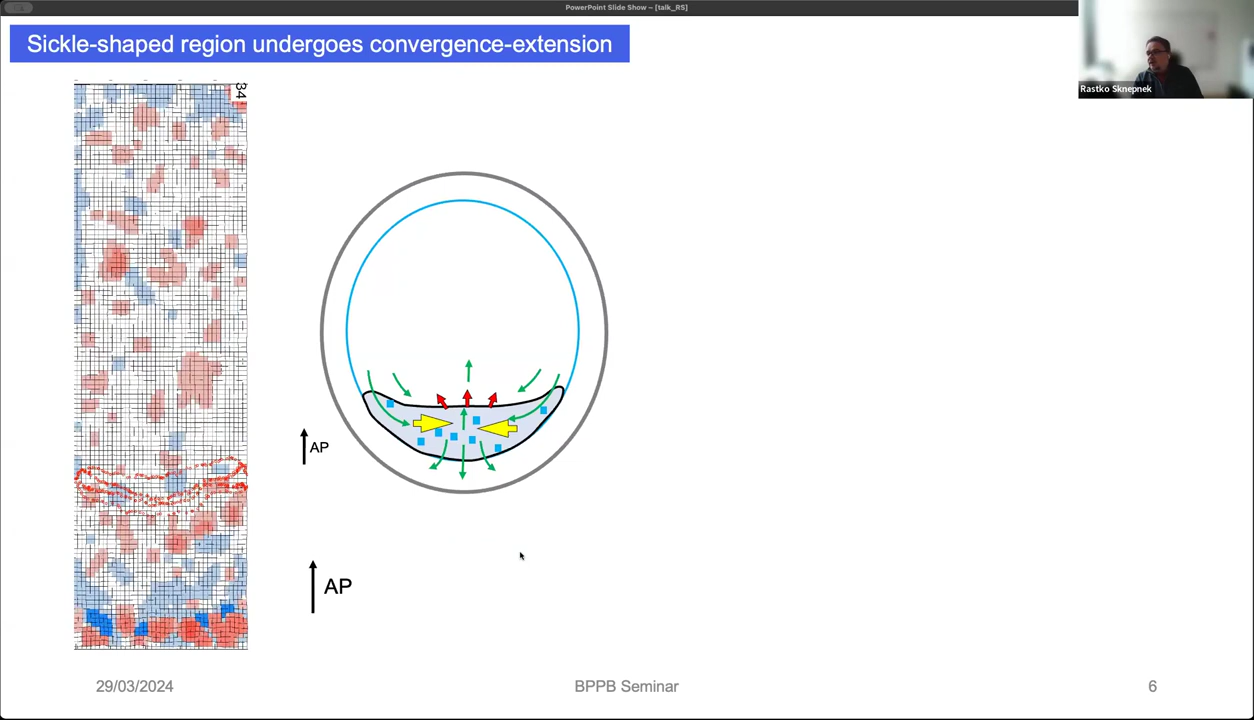 PowerPoint Slide Show – [talk_RS]
Sickle-shaped region undergoes convergence-extension
Rastko Sknepnek
34
AP
AP
29/03/2024
BPPB Seminar
6